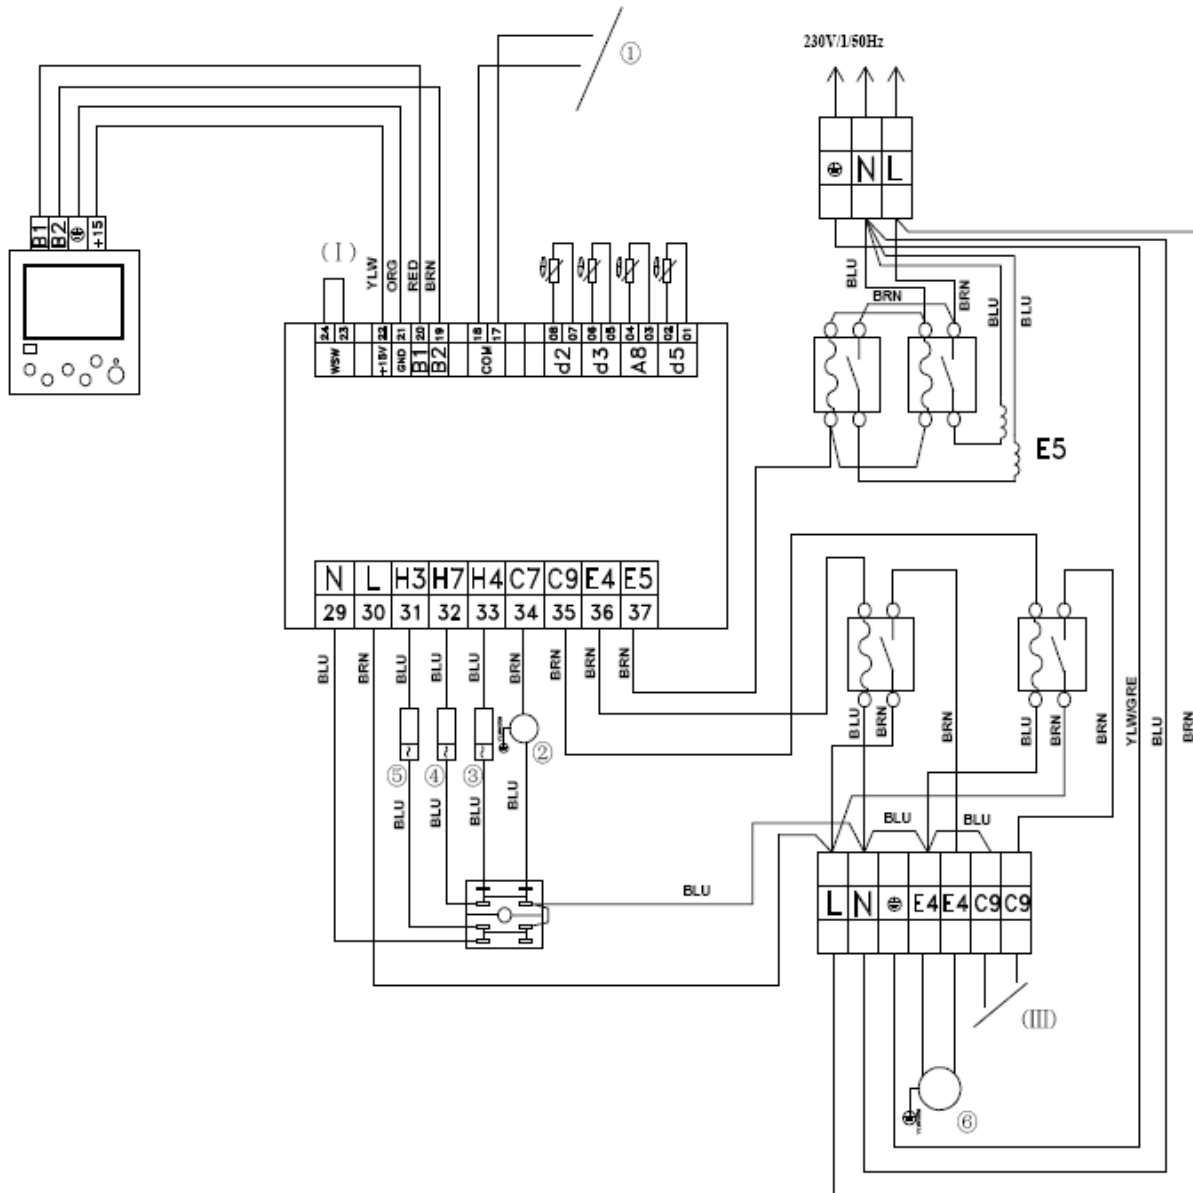 ①
230V/1/50Hz
B1 B2 +15
(I)
YLW ORG RED BRN
24 23 22 21 20 19 18 17 08 07 06 05 04 03 02 01
WSW +15V GND B1 B2 COM d2 d3 A8 d5
N L
BLU BRN BRN BLU BLU
E5
N L H3 H7 H4 C7 C9 E4 E5
29 30 31 32 33 34 35 36 37
BLU BRN BLU BLU BLU BRN BRN BRN BRN
BLU BRN BRN BLU BRN BRN YLW/GRE BLU BRN
⑤ ④ ③ ②
BLU BLU BLU BLU
BLU BLU
BLU
L N E4 E4 C9 C9
(III)
⑥